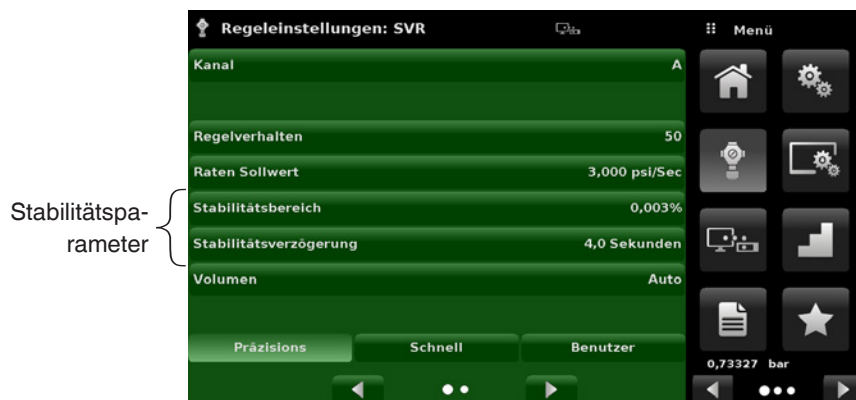 Regeleinstellungen: SVR
Menü
Kanal A
Regelverhalten 50
Raten Sollwert 3,000 psi/Sec
Stabilitätspa-
rameter
Stabilitätsbereich 0,003%
Stabilitätsverzögerung 4,0 Sekunden
Volumen Auto
Präzisions Schnell Benutzer
0,73327 bar